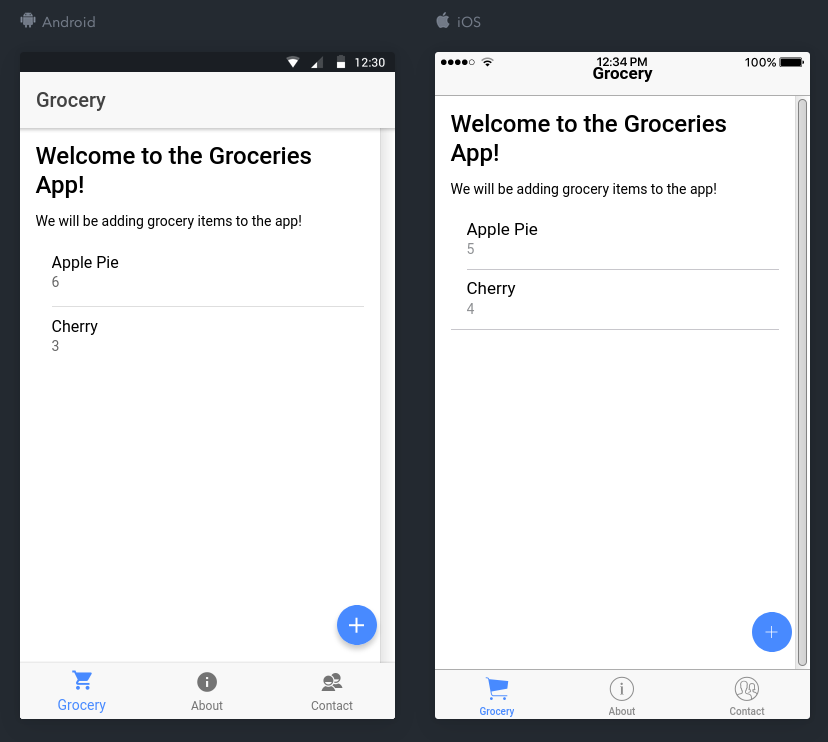 Android
12:30
Grocery
Welcome to the Groceries
App!
We will be adding grocery items to the app!
Apple Pie
6
Cherry
3
Grocery
About
Contact
iOS
12:34 PM
100%
Grocery
Welcome to the Groceries
App!
We will be adding grocery items to the app!
Apple Pie
5
Cherry
4
Grocery
About
Contact